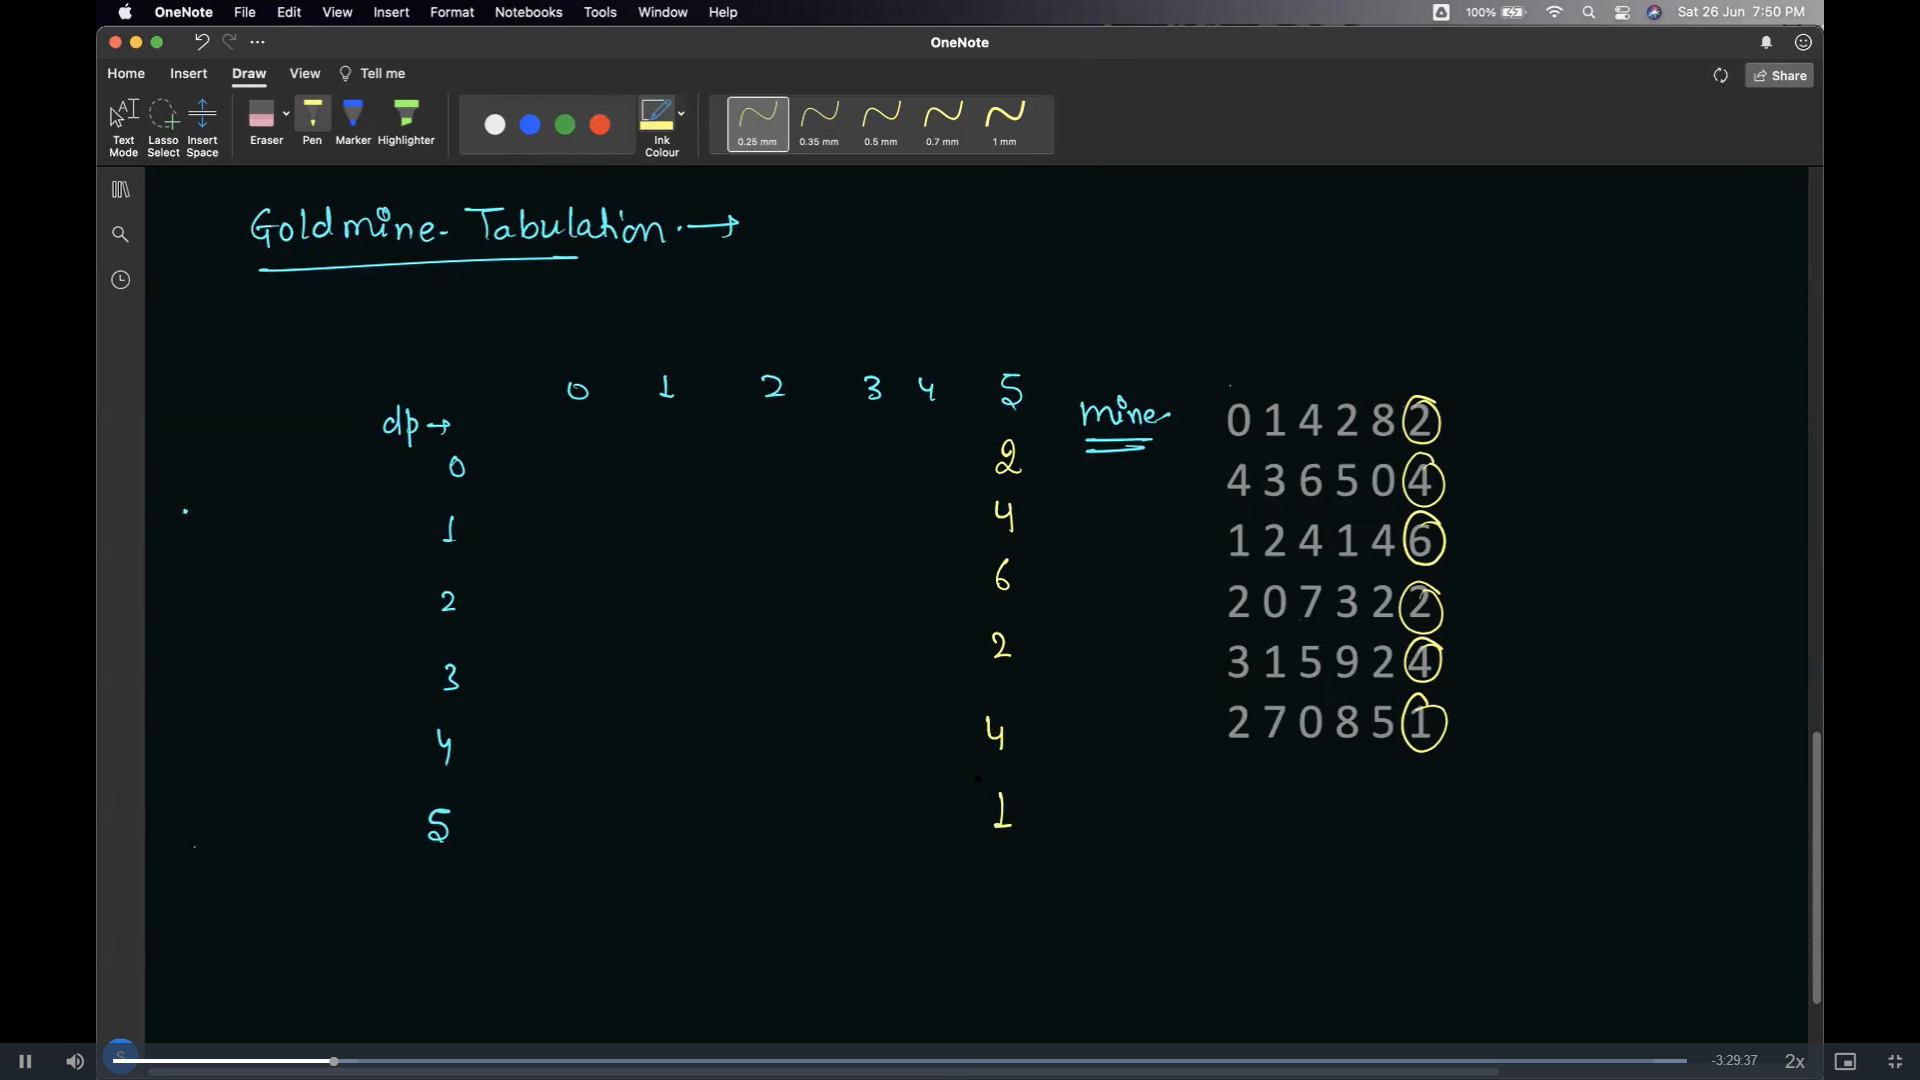 OneNote File Edit View Insert Format Notebooks Tools Window Help 100% Sat 26 Jun 7:50 PM
OneNote
Home Insert Draw View Tell me Share
Text Mode
Lasso Select
Insert Space
Eraser Pen Marker Highlighter
Ink Colour
0.25 mm 0.35 mm 0.5 mm 0.7 mm 1 mm
Goldmine - Tabulation →
0 1 2 3 4 5
dp →
mine
0 2
1 4
2 6
3 2
4 4
5 1
0 1 4 2 8 2
4 3 6 5 0 4
1 2 4 1 4 6
2 0 7 3 2 2
3 1 5 9 2 4
2 7 0 8 5 1
S
-3:29:37 2x